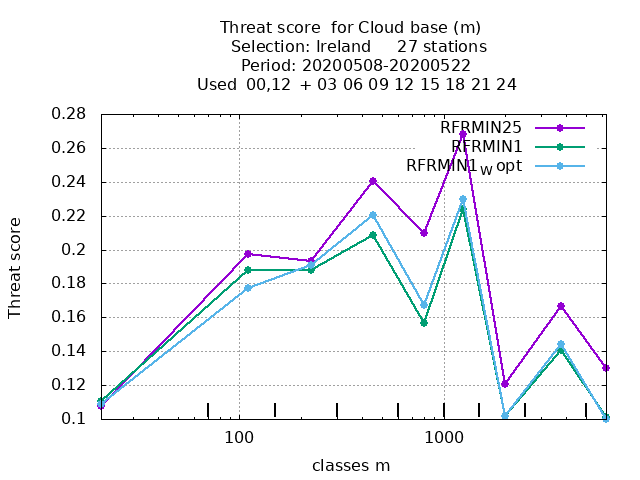 Threat score  for Cloud base (m)
Selection: Ireland     27 stations
Period: 20200508-20200522
Used  00,12  + 03 06 09 12 15 18 21 24
RFRMIN25
RFRMIN1
RFRMIN1w opt
0.28
0.26
0.24
0.22
0.2
0.18
0.16
0.14
0.12
0.1
Threat score
100
1000
classes m